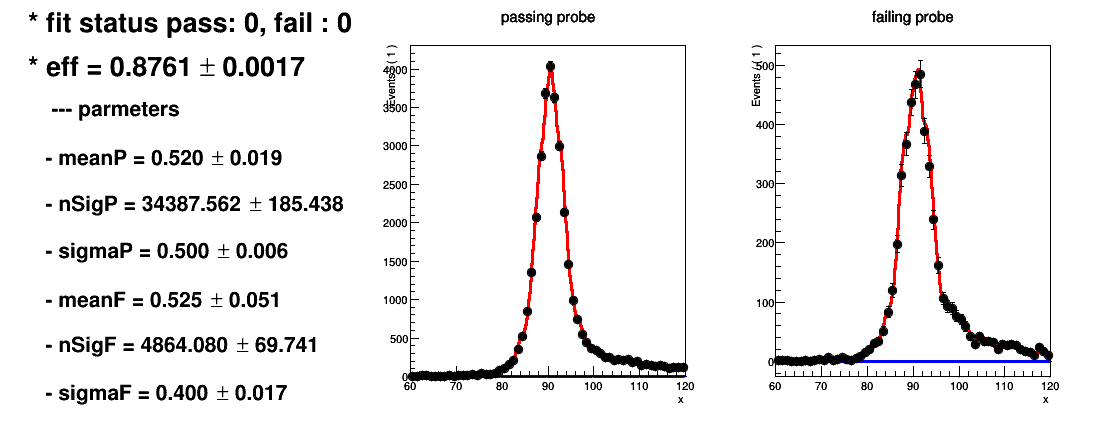 * fit status pass: 0, fail : 0
* eff = 0.8761 ± 0.0017
--- parmeters
- meanP = 0.520 ± 0.019
- nSigP = 34387.562 ± 185.438
- sigmaP = 0.500 ± 0.006
- meanF = 0.525 ± 0.051
- nSigF = 4864.080 ± 69.741
- sigmaF = 0.400 ± 0.017
passing probe
Events / ( 1 )
4000
3500
3000
2500
2000
1500
1000
500
0
60 70 80 90 100 110 120
x
failing probe
Events / ( 1 )
500
400
300
200
100
0
60 70 80 90 100 110 120
x